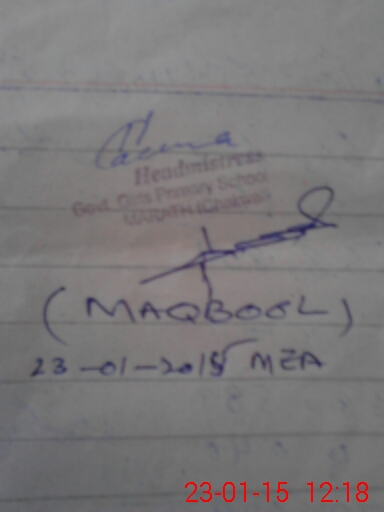 Headmistress
Govt. Girls Primary School
(MAQBOOL)
23-01-2015 MEA
23-01-15 12:18